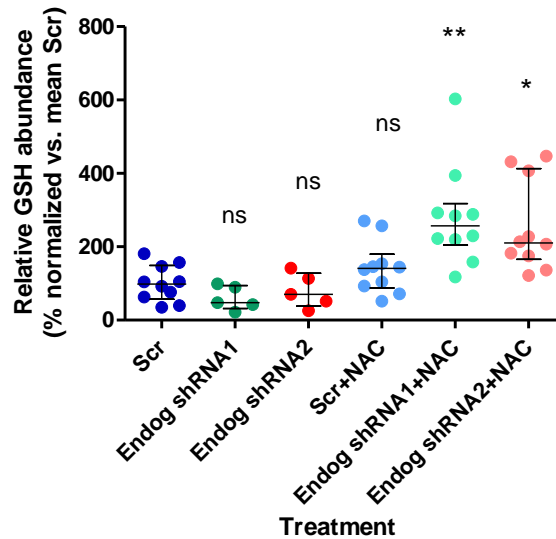 Relative GSH abundance
(% normalized vs. mean Scr)
800
600
400
200
0
ns
ns
ns
**
*
Scr
Endog shRNA1
Endog shRNA2
Scr+NAC
Endog shRNA1+NAC
Endog shRNA2+NAC
Treatment